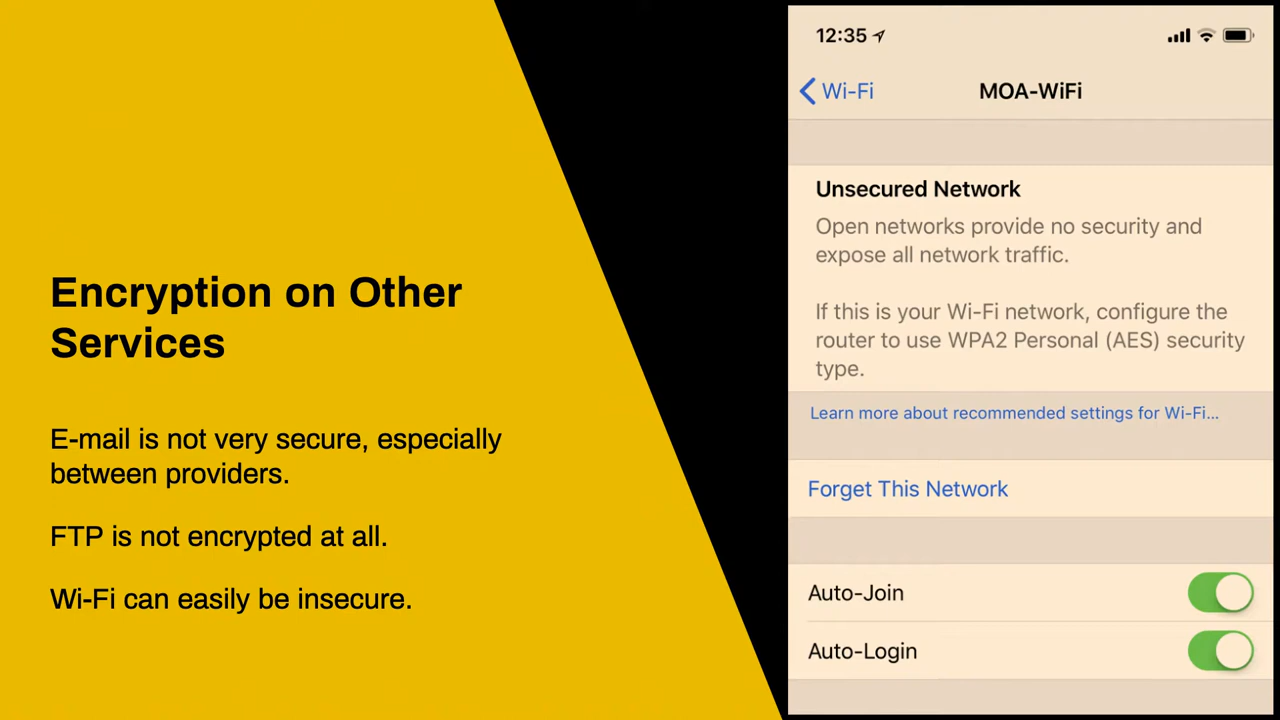 Encryption on Other
Services
E-mail is not very secure, especially
between providers.
FTP is not encrypted at all.
Wi-Fi can easily be insecure.
12:35
Wi-Fi
MOA-WiFi
Unsecured Network
Open networks provide no security and
expose all network traffic.
If this is your Wi-Fi network, configure the
router to use WPA2 Personal (AES) security
type.
Learn more about recommended settings for Wi-Fi...
Forget This Network
Auto-Join
Auto-Login